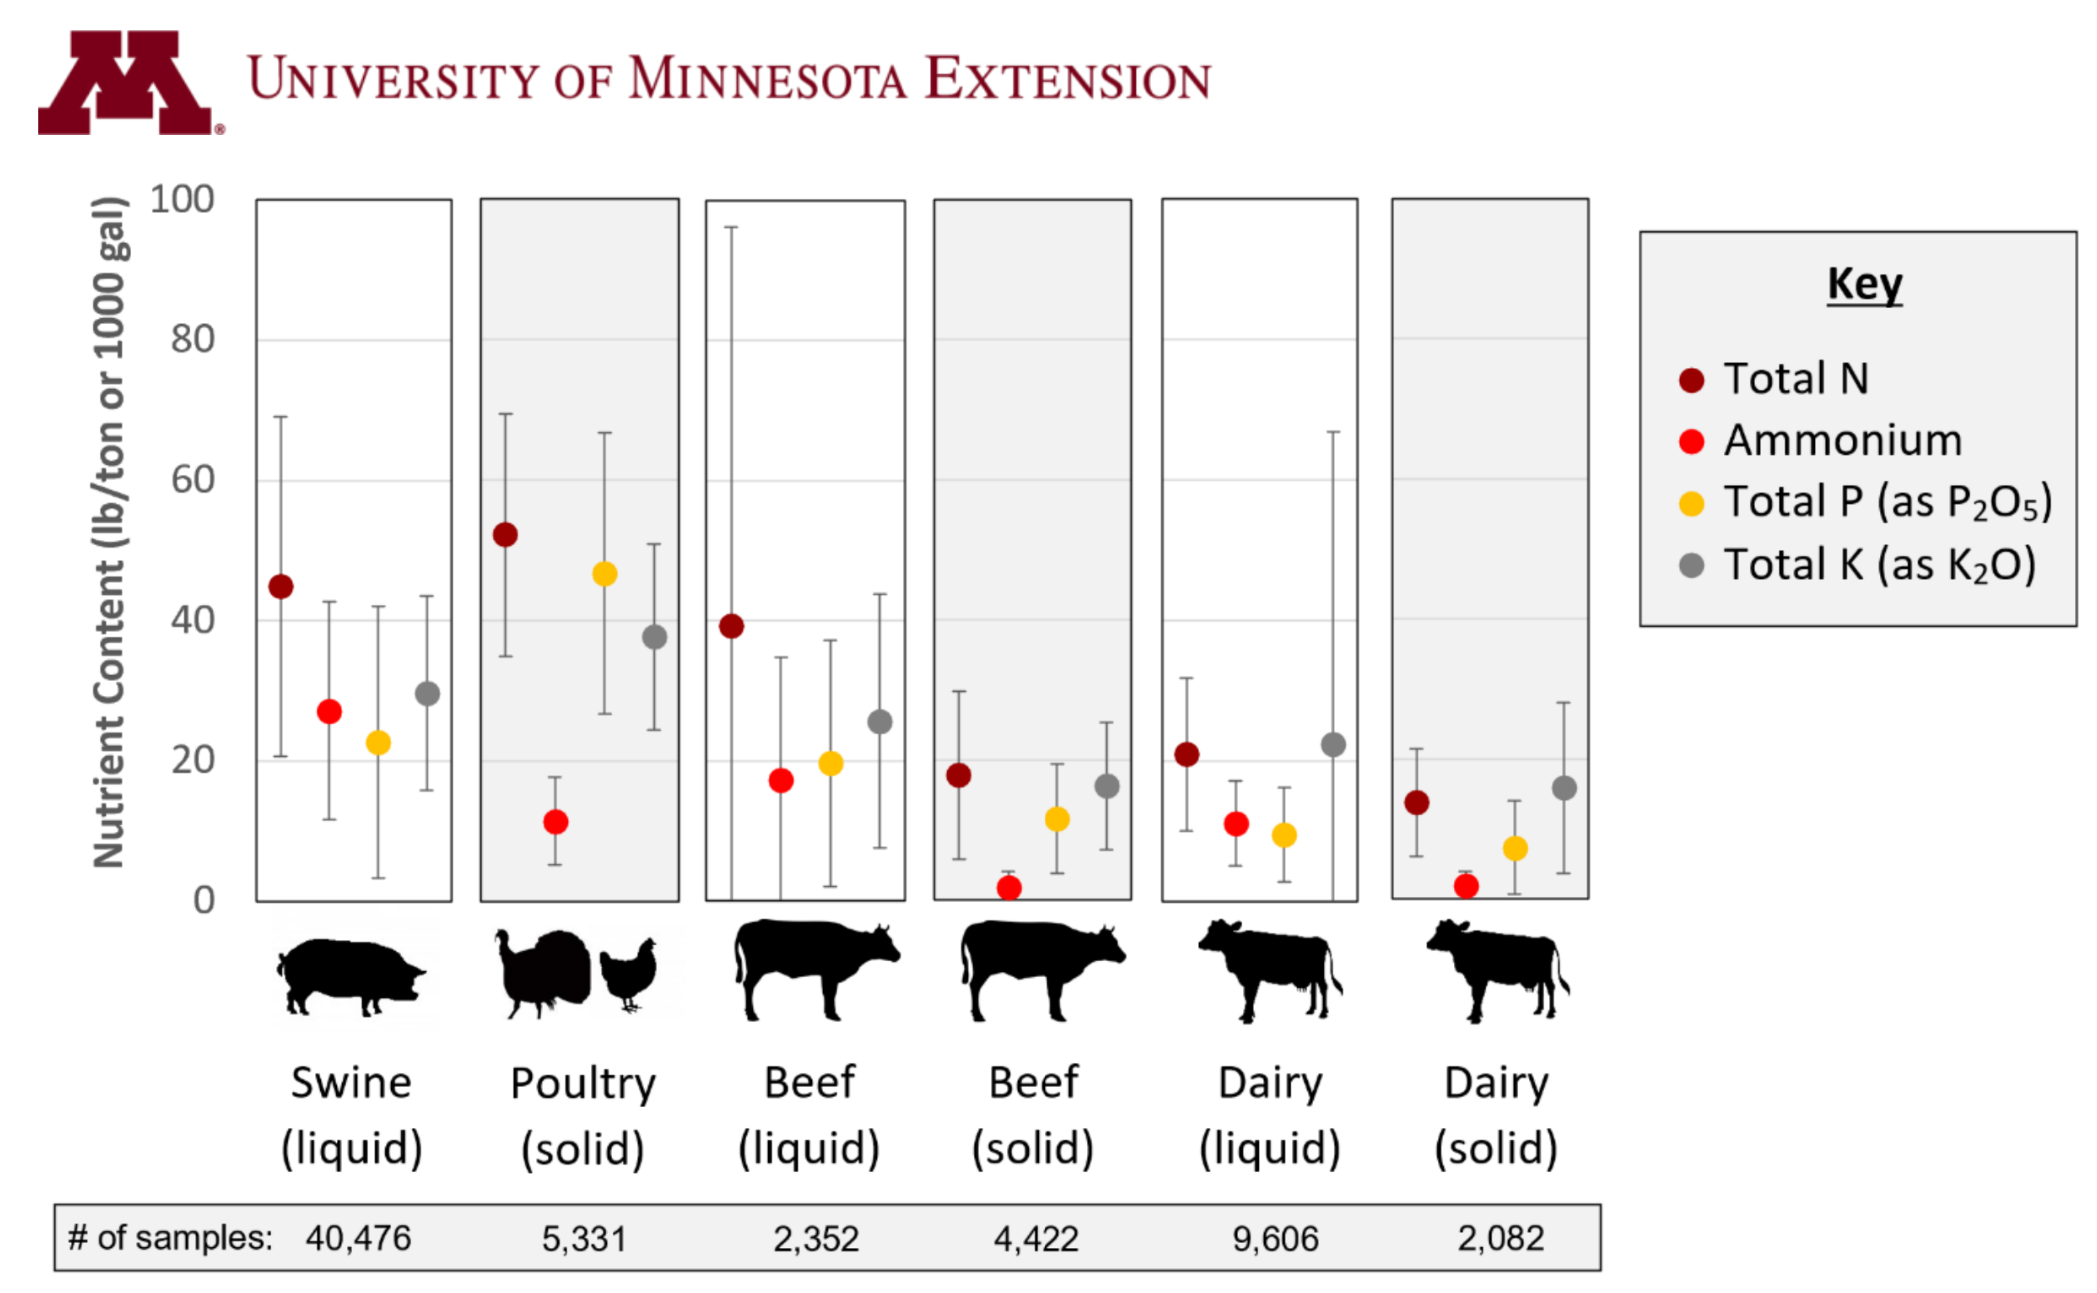 M®
UNIVERSITY OF MINNESOTA EXTENSION
Nutrient Content (lb/ton or 1000 gal)
100
80
60
40
20
0
Key
Total N
Ammonium
Total P (as P₂O₅)
Total K (as K₂O)
Swine (liquid)
Poultry (solid)
Beef (liquid)
Beef (solid)
Dairy (liquid)
Dairy (solid)
# of samples: 40,476 5,331 2,352 4,422 9,606 2,082